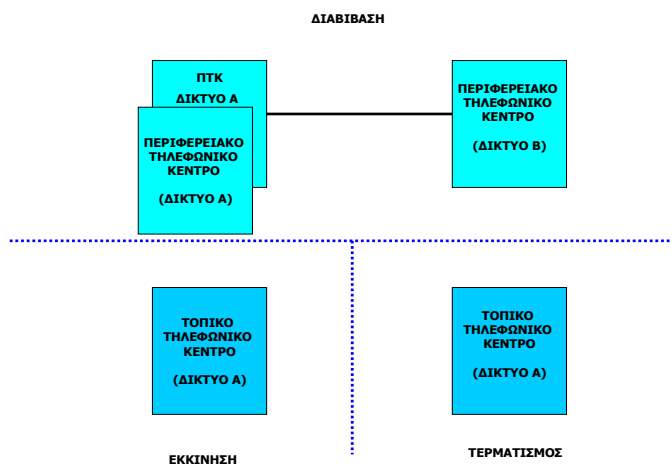 ΔΙΑΒΙΒΑΣΗ
ΠΤΚ
ΔΙΚΤΥΟ Α
ΠΕΡΙΦΕΡΕΙΑΚΟ
ΤΗΛΕΦΩΝΙΚΟ
ΚΕΝΤΡΟ
(ΔΙΚΤΥΟ Α)
ΠΕΡΙΦΕΡΕΙΑΚΟ
ΤΗΛΕΦΩΝΙΚΟ
ΚΕΝΤΡΟ
(ΔΙΚΤΥΟ Β)
ΤΟΠΙΚΟ
ΤΗΛΕΦΩΝΙΚΟ
ΚΕΝΤΡΟ
(ΔΙΚΤΥΟ Α)
ΤΟΠΙΚΟ
ΤΗΛΕΦΩΝΙΚΟ
ΚΕΝΤΡΟ
(ΔΙΚΤΥΟ Α)
ΕΚΚΙΝΗΣΗ
ΤΕΡΜΑΤΙΣΜΟΣ